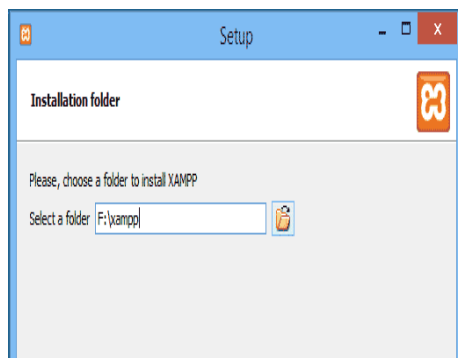 Setup
Installation folder
Please, choose a folder to install XAMPP
Select a folder F:\xampp